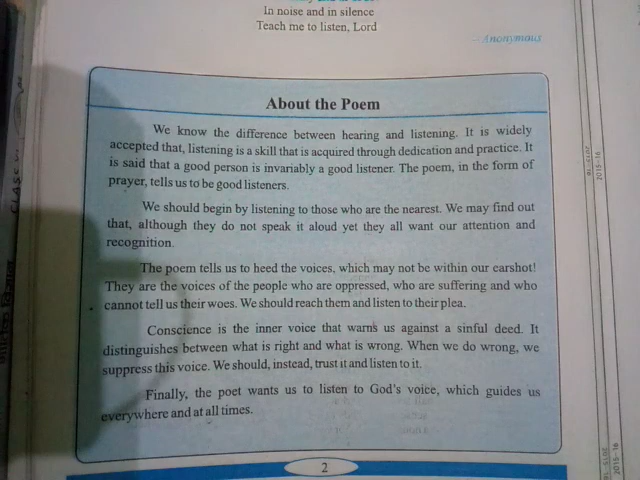 In noise and in silence
Teach me to listen, Lord
– Anonymous
About the Poem
We know the difference between hearing and listening. It is widely
accepted that, listening is a skill that is acquired through dedication and practice. It
is said that a good person is invariably a good listener. The poem, in the form of
prayer, tells us to be good listeners.
We should begin by listening to those who are the nearest. We may find out
that, although they do not speak it aloud yet they all want our attention and
recognition.
The poem tells us to heed the voices, which may not be within our earshot!
They are the voices of the people who are oppressed, who are suffering and who
cannot tell us their woes. We should reach them and listen to their plea.
Conscience is the inner voice that warns us against a sinful deed. It
distinguishes between what is right and what is wrong. When we do wrong, we
suppress this voice. We should, instead, trust it and listen to it.
Finally, the poet wants us to listen to God's voice, which guides us
everywhere and at all times.
2
2015-16
2015-16